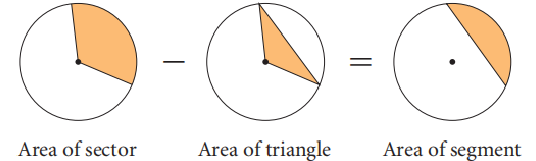 − =
Area of sector Area of triangle Area of segment